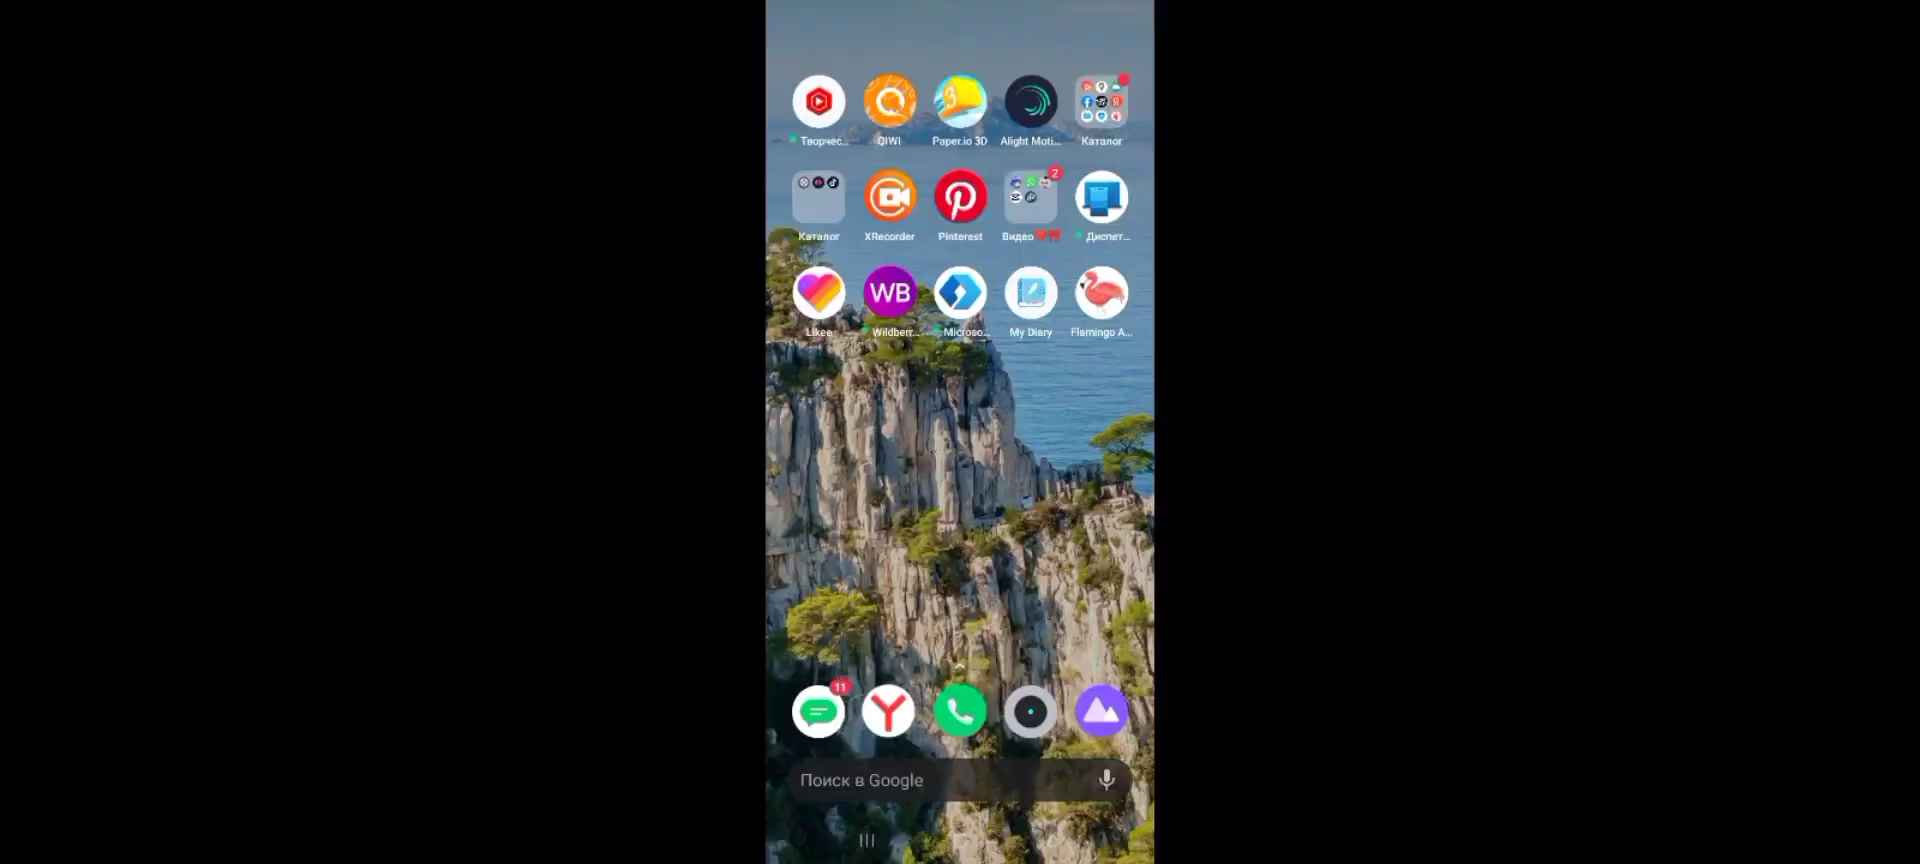 Творчес... QIWI Paper.io 3D Alight Moti... Каталог
2
Каталог XRecorder Pinterest Видео Диспет...
WB
Likee Wildberr... Microso... My Diary Flamingo A...
11
Поиск в Google